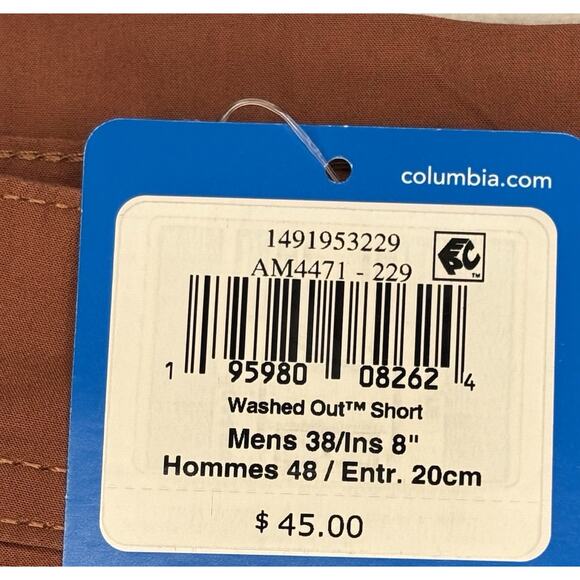 columbia.com
1491953229
AM4471 - 229
EPC™
1 95980 08262 4
Washed Out™ Short
Mens 38/Ins 8"
Hommes 48 / Entr. 20cm
$ 45.00